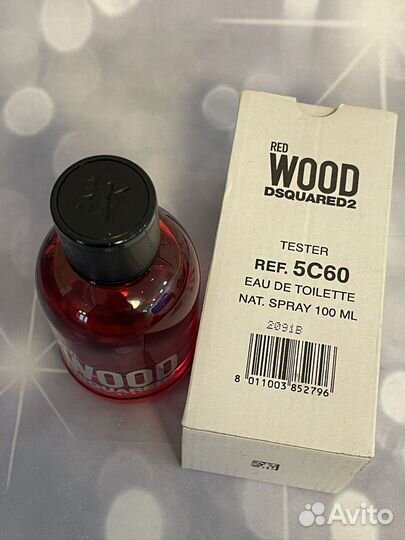 RED
WOOD
DSQUARED2
TESTER
REF. 5C60
EAU DE TOILETTE
NAT. SPRAY 100 ML
2091B
8 011003 852796
WOOD
DSQUARED2
Avito